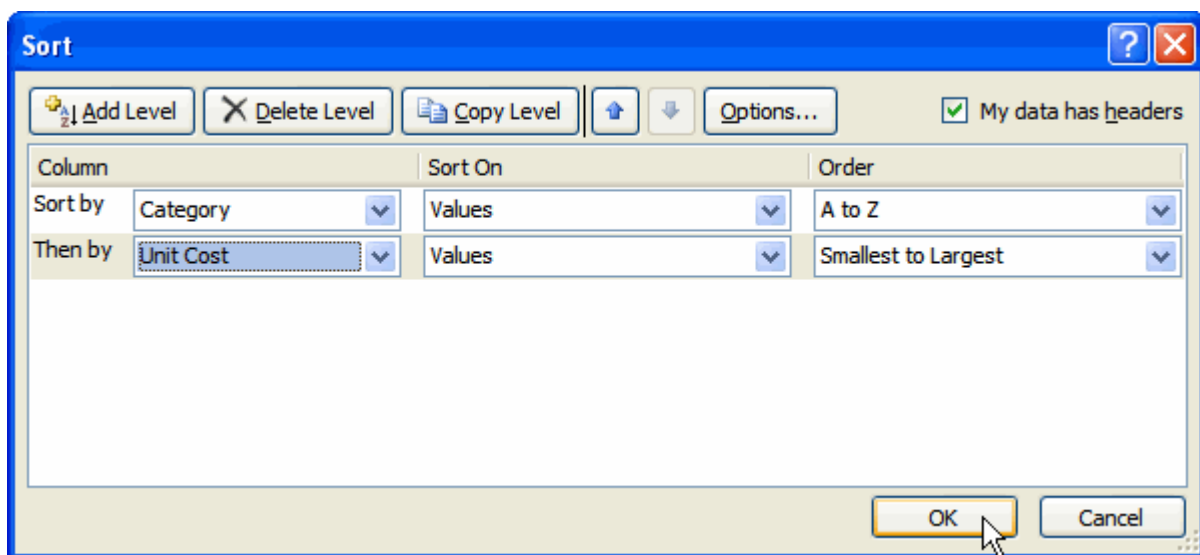 Sort
Add Level Delete Level Copy Level Options... My data has headers
Column Sort On Order
Sort by Category Values A to Z
Then by Unit Cost Values Smallest to Largest
OK Cancel